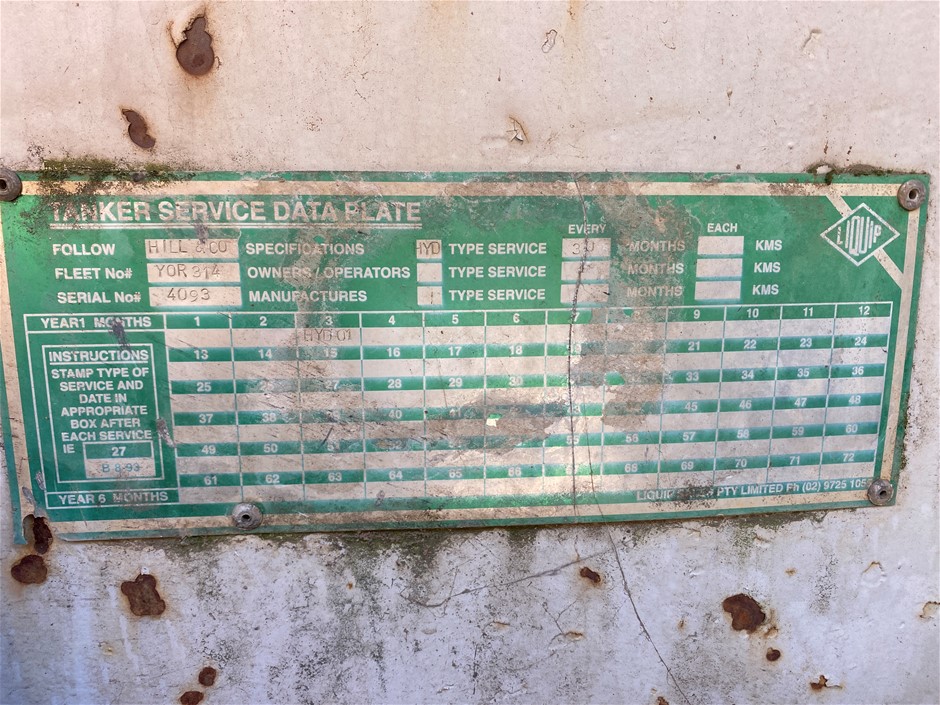 TANKER SERVICE DATA PLATE
LIQUIP
EVERY EACH
FOLLOW HILL & CO SPECIFICATIONS HYD TYPE SERVICE 30 MONTHS KMS
FLEET No# YOR 314 OWNERS/OPERATORS TYPE SERVICE MONTHS KMS
SERIAL No# 4093 MANUFACTURES TYPE SERVICE MONTHS KMS
YEAR1 MONTHS 1 2 3 4 5 6 7 9 10 11 12
HYD 01
13 14 15 16 17 18 21 22 23 24
25 26 27 28 29 30 33 34 35 36
37 38 40 41 45 46 47 48
49 50 51 52 55 56 57 58 59 60
61 62 63 64 65 66 68 69 70 71 72
INSTRUCTIONS
STAMP TYPE OF
SERVICE AND
DATE IN
APPROPRIATE
BOX AFTER
EACH SERVICE
IE 27
B 8-93
YEAR 6 MONTHS
LIQUIP PTY LIMITED Ph (02) 9725